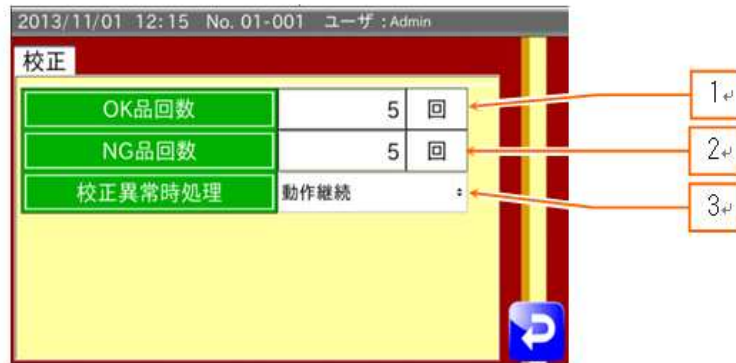 2013/11/01 12:15 No. 01-001 ユーザ:Admin
校正
OK品回数 5 回
1
NG品回数 5 回
2
校正異常時処理 動作継続
3